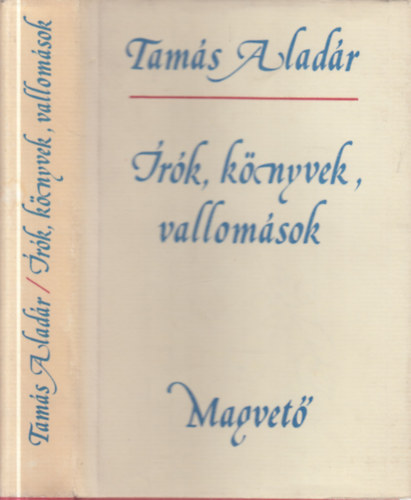 Tamás Aladár / Írók, könyvek, vallomások
Tamás Aladár
Írók, könyvek,
vallomások
Magvető